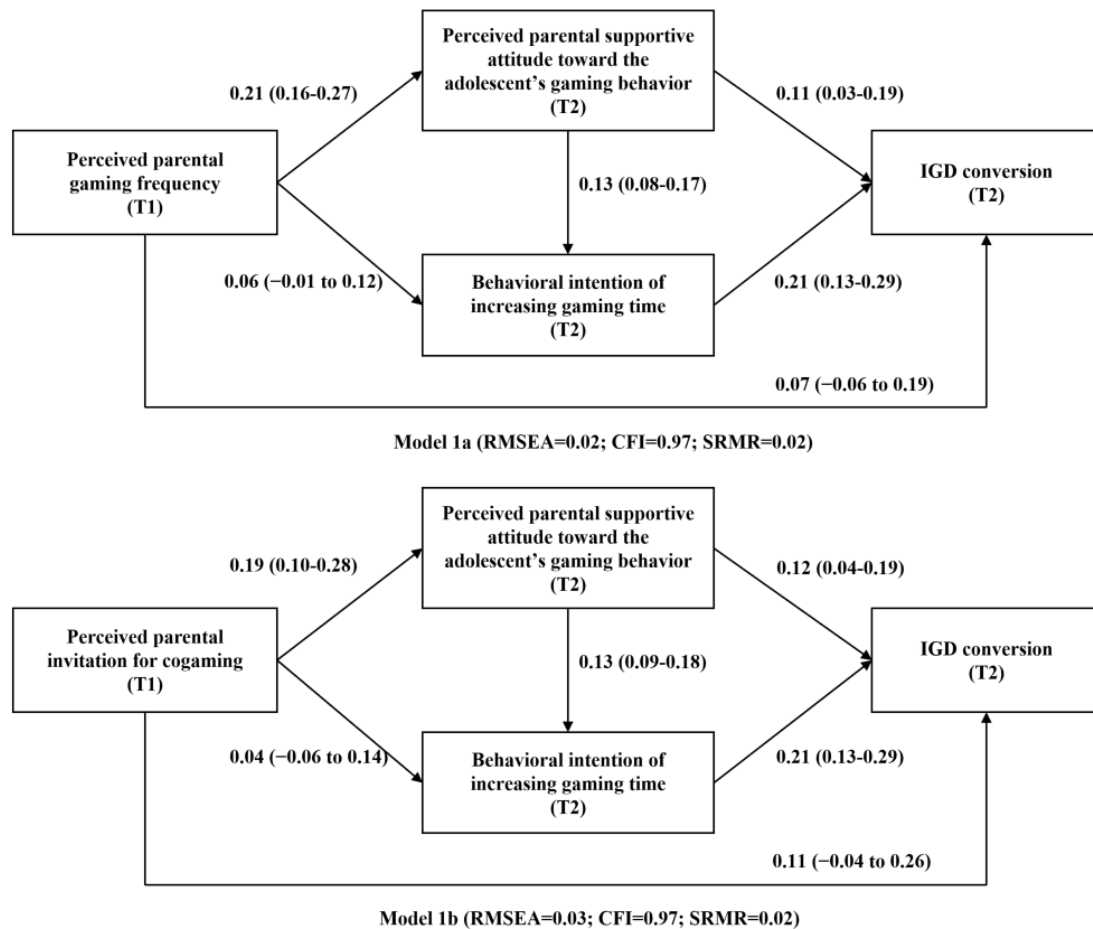 Perceived parental supportive
attitude toward the
adolescent's gaming behavior
(T2)
0.21 (0.16-0.27)
0.11 (0.03-0.19)
Perceived parental
gaming frequency
(T1)
IGD conversion
(T2)
0.13 (0.08-0.17)
0.06 (−0.01 to 0.12)
Behavioral intention of
increasing gaming time
(T2)
0.21 (0.13-0.29)
0.07 (−0.06 to 0.19)
Model 1a (RMSEA=0.02; CFI=0.97; SRMR=0.02)
Perceived parental supportive
attitude toward the
adolescent's gaming behavior
(T2)
0.19 (0.10-0.28)
0.12 (0.04-0.19)
Perceived parental
invitation for cogaming
(T1)
IGD conversion
(T2)
0.13 (0.09-0.18)
0.04 (−0.06 to 0.14)
Behavioral intention of
increasing gaming time
(T2)
0.21 (0.13-0.29)
0.11 (−0.04 to 0.26)
Model 1b (RMSEA=0.03; CFI=0.97; SRMR=0.02)